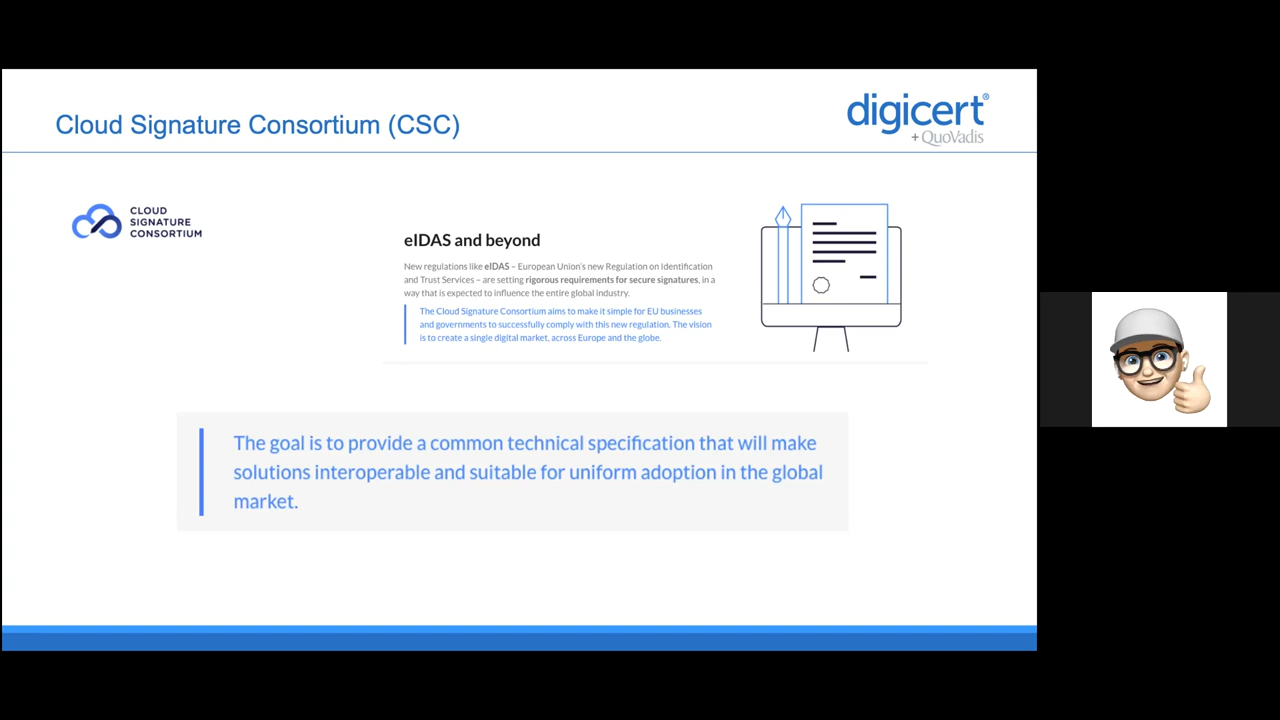 Cloud Signature Consortium (CSC)
digicert®
+ QuoVadis
CLOUD
SIGNATURE
CONSORTIUM
eIDAS and beyond
New regulations like eIDAS – European Union's new Regulation on Identification
and Trust Services – are setting rigorous requirements for secure signatures, in a
way that is expected to influence the entire global industry.
The Cloud Signature Consortium aims to make it simple for EU businesses
and governments to successfully comply with this new regulation. The vision
is to create a single digital market, across Europe and the globe.
The goal is to provide a common technical specification that will make
solutions interoperable and suitable for uniform adoption in the global
market.